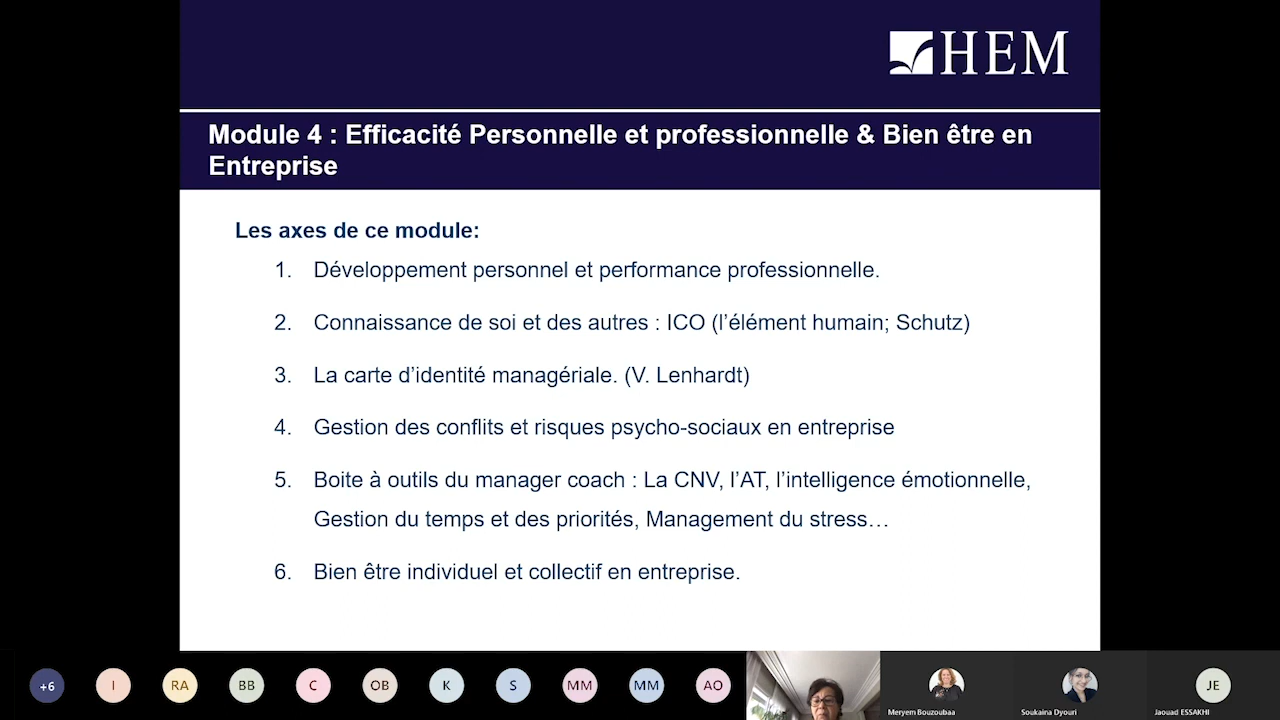 HEM
Module 4 : Efficacité Personnelle et professionnelle & Bien être en
Entreprise
Les axes de ce module:
1. Développement personnel et performance professionnelle.
2. Connaissance de soi et des autres : ICO (l’élément humain; Schutz)
3. La carte d’identité managériale. (V. Lenhardt)
4. Gestion des conflits et risques psycho-sociaux en entreprise
5. Boite à outils du manager coach : La CNV, l’AT, l’intelligence émotionnelle,
Gestion du temps et des priorités, Management du stress…
6. Bien être individuel et collectif en entreprise.
+6 I RA BB C OB K S MM MM AO JE
Meryem Bouzoubaa Soukaina Dyouri Jaouad ESSAKHI